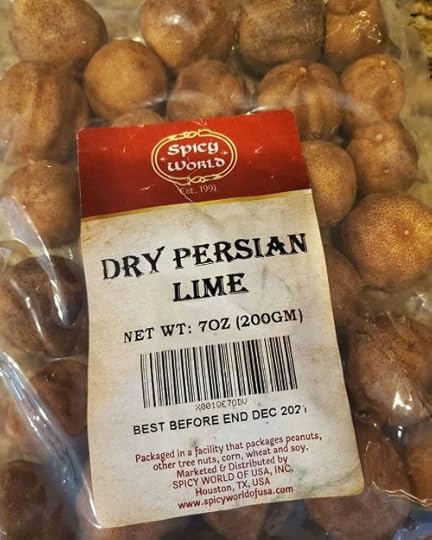 Spicy
World
Est. 1991
DRY PERSIAN
LIME
NET WT: 7OZ (200GM)
BEST BEFORE END DEC
Packaged in a facility that packages peanuts,
other tree nuts, corn, wheat and soy.
Marketed & Distributed by
SPICY WORLD OF USA, INC.
Houston, TX, USA
www.spicyworldofusa.com